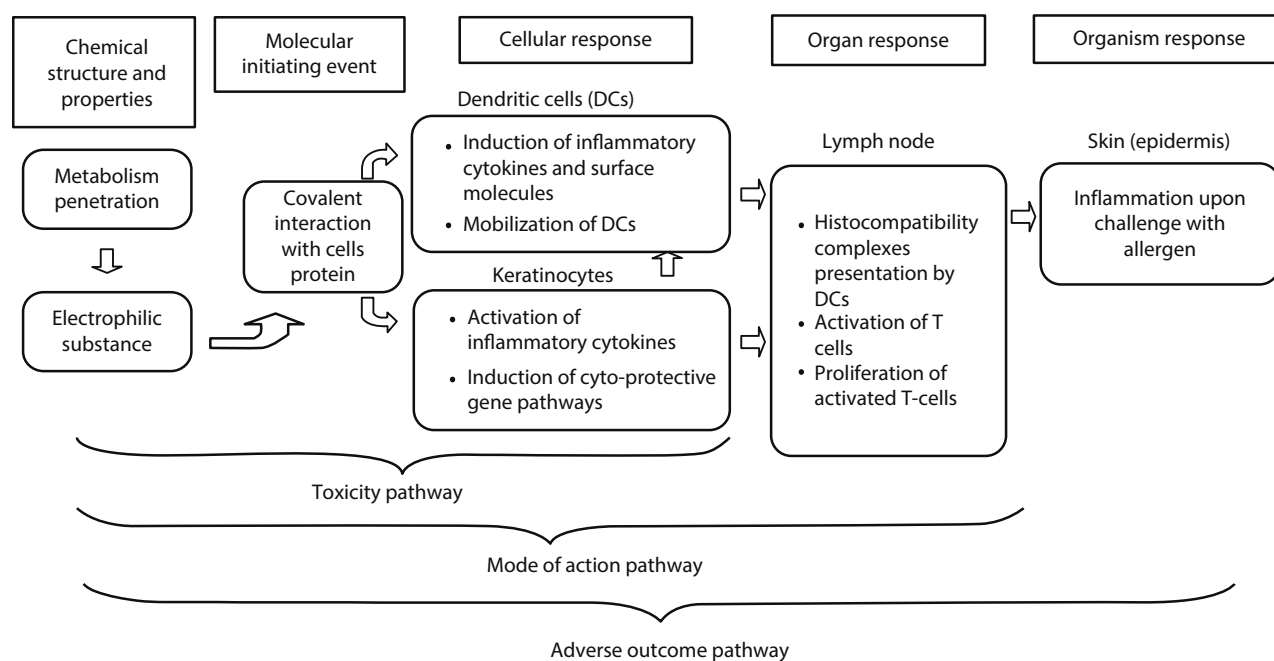 Chemical
structure and
properties
Molecular
initiating event
Cellular response
Organ response
Organism response
Metabolism
penetration
Electrophilic
substance
Covalent
interaction
with cells
protein
Dendritic cells (DCs)
• Induction of inflammatory
cytokines and surface
molecules
• Mobilization of DCs
Keratinocytes
• Activation of
inflammatory cytokines
• Induction of cyto-protective
gene pathways
Lymph node
• Histocompatibility
complexes
presentation by
DCs
• Activation of T
cells
• Proliferation of
activated T-cells
Skin (epidermis)
Inflammation upon
challenge with
allergen
Toxicity pathway
Mode of action pathway
Adverse outcome pathway